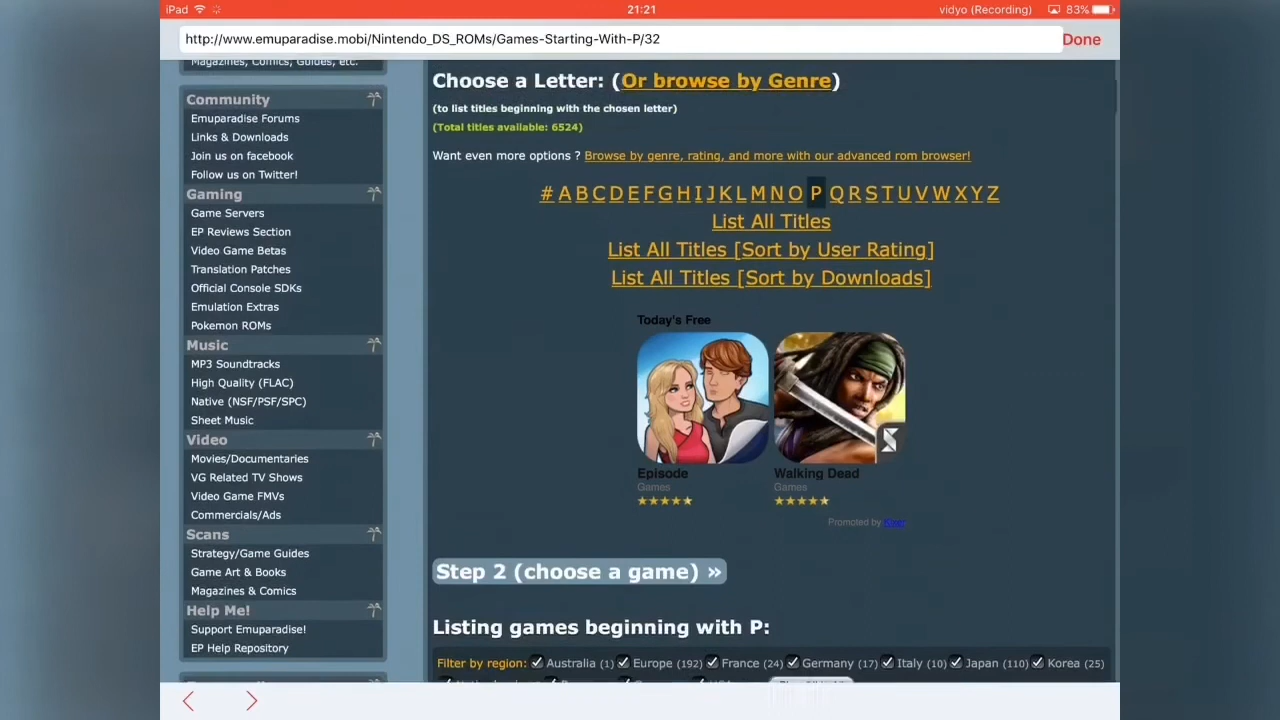 iPad 21:21 vidyo (Recording) 83%
http://www.emuparadise.mobi/Nintendo_DS_ROMs/Games-Starting-With-P/32 Done
Magazines, Comics, Guides, etc.
Community
Emuparadise Forums
Links & Downloads
Join us on facebook
Follow us on Twitter!
Gaming
Game Servers
EP Reviews Section
Video Game Betas
Translation Patches
Official Console SDKs
Emulation Extras
Pokemon ROMs
Music
MP3 Soundtracks
High Quality (FLAC)
Native (NSF/PSF/SPC)
Sheet Music
Video
Movies/Documentaries
VG Related TV Shows
Video Game FMVs
Commercials/Ads
Scans
Strategy/Game Guides
Game Art & Books
Magazines & Comics
Help Me!
Support Emuparadise!
EP Help Repository
Choose a Letter: (Or browse by Genre)
(to list titles beginning with the chosen letter)
(Total titles available: 6524)
Want even more options ? Browse by genre, rating, and more with our advanced rom browser!
# A B C D E F G H I J K L M N O P Q R S T U V W X Y Z
List All Titles
List All Titles [Sort by User Rating]
List All Titles [Sort by Downloads]
Today's Free
Episode Walking Dead
Games Games
Promoted by
Step 2 (choose a game) »
Listing games beginning with P:
Filter by region: Australia (1) Europe (192) France (24) Germany (17) Italy (10) Japan (110) Korea (25)